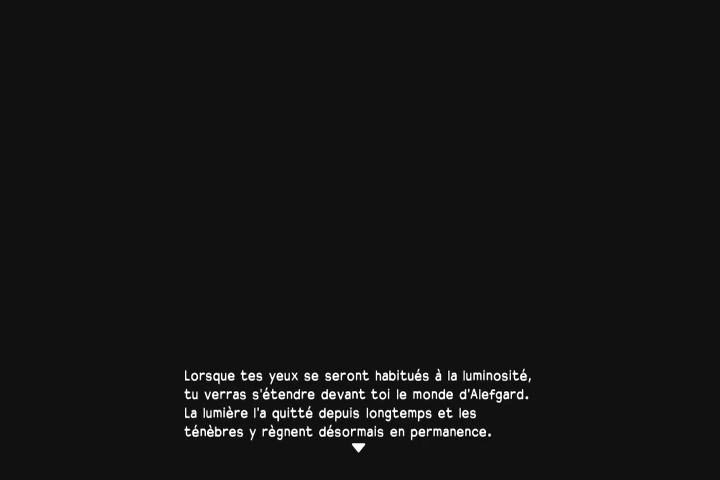 Lorsque tes yeux se seront habitués à la luminosité,
tu verras s'étendre devant toi le monde d'Alefgard.
La lumière l'a quitté depuis longtemps et les
ténèbres y règnent désormais en permanence.